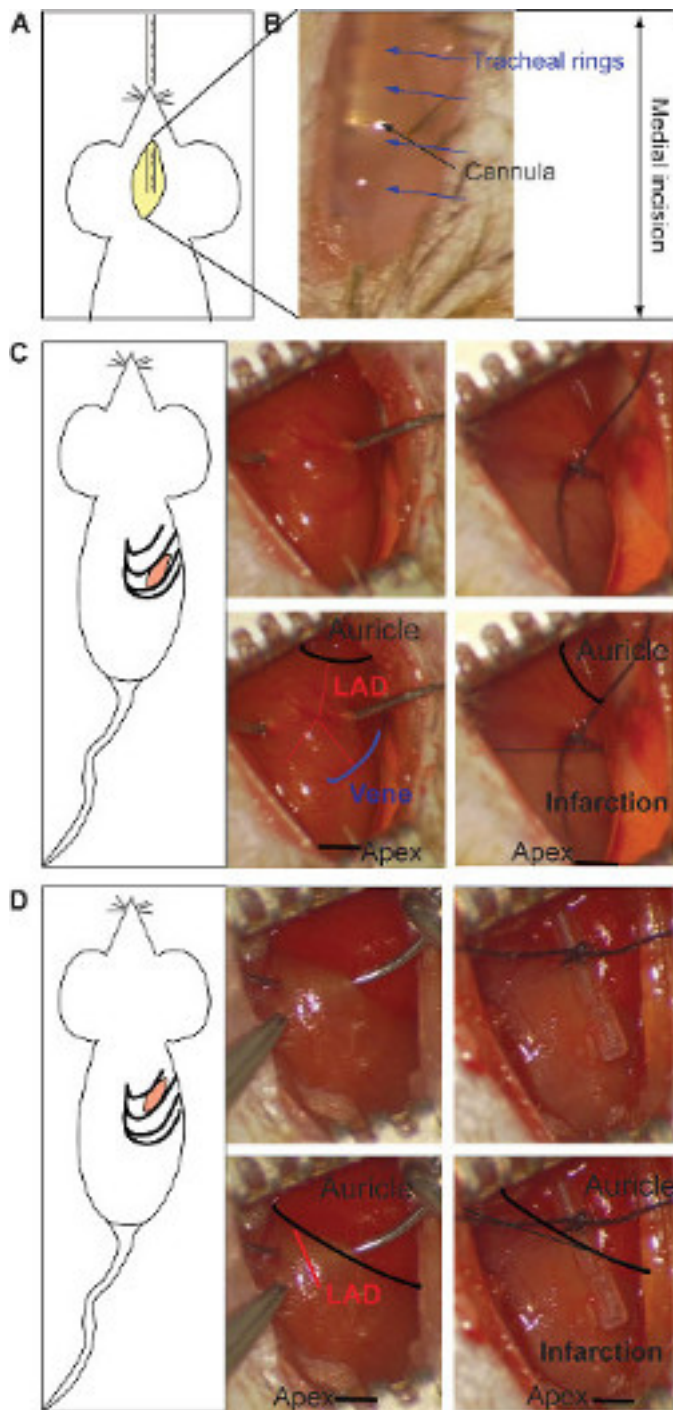 A
B
Tracheal rings
Cannula
Medial incision
C
Auricle
LAD
Vene
Apex
Auricle
Infarction
Apex
D
Auricle
LAD
Apex
Auricle
Infarction
Apex